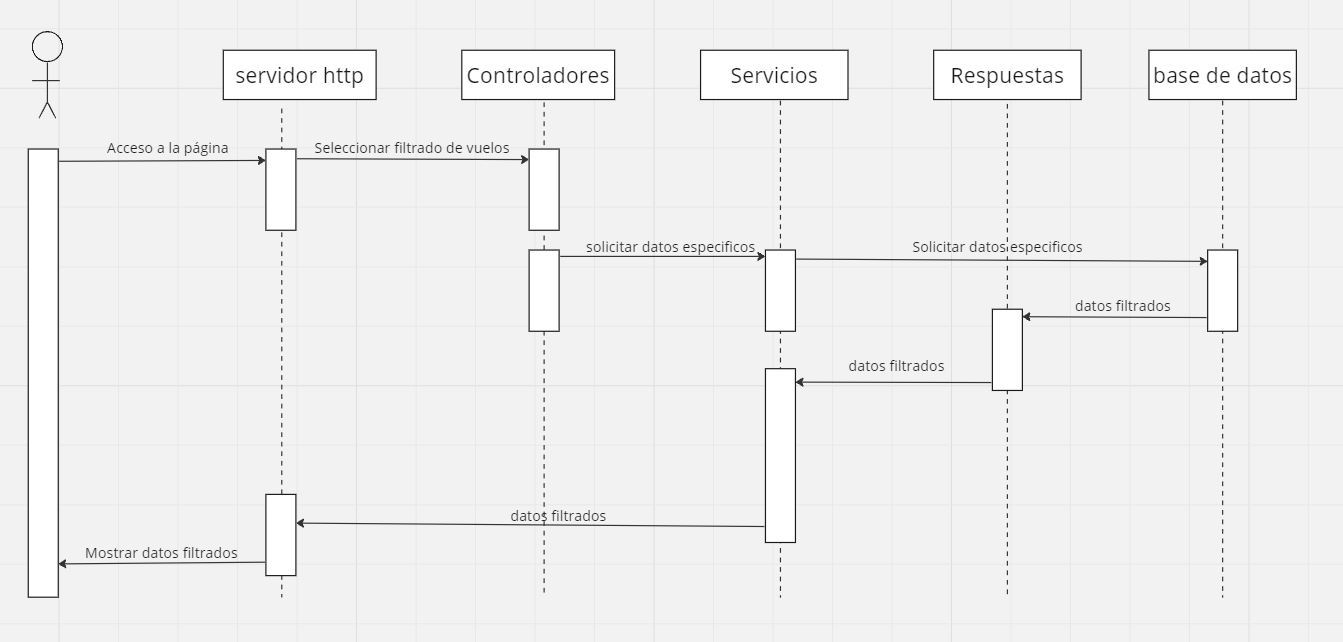 servidor http
Controladores
Servicios
Respuestas
base de datos
Acceso a la página
Seleccionar filtrado de vuelos
solicitar datos especificos
Solicitar datos especificos
datos filtrados
datos filtrados
datos filtrados
Mostrar datos filtrados